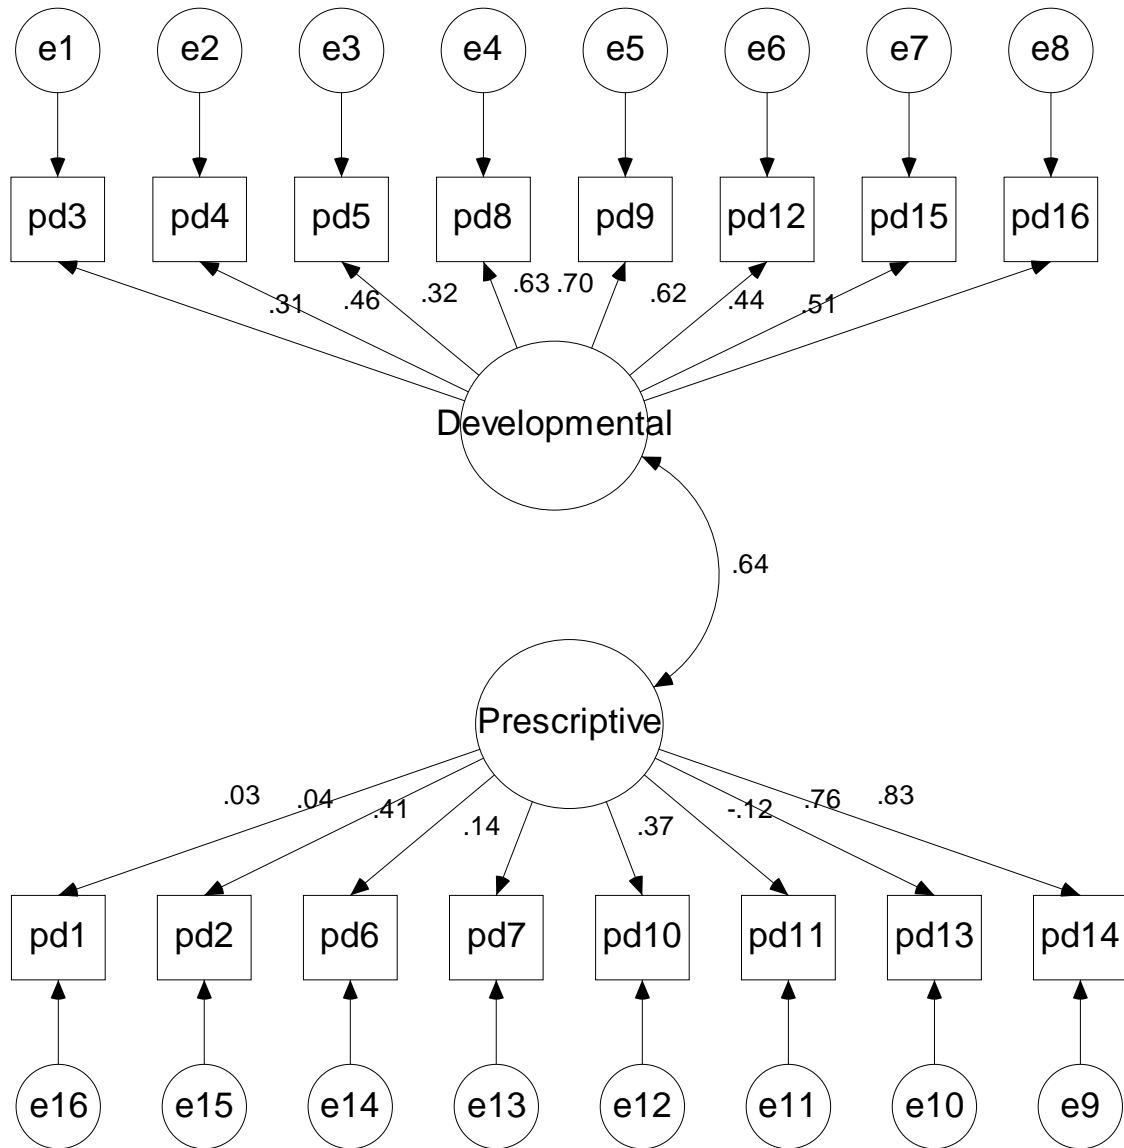 e1 e2 e3 e4 e5 e6 e7 e8
pd3 pd4 pd5 pd8 pd9 pd12 pd15 pd16
.31 .46 .32 .63 .70 .62 .44 .51
Developmental
.64
Prescriptive
.03 .04 .41 .14 .37 -.12 .76 .83
pd1 pd2 pd6 pd7 pd10 pd11 pd13 pd14
e16 e15 e14 e13 e12 e11 e10 e9